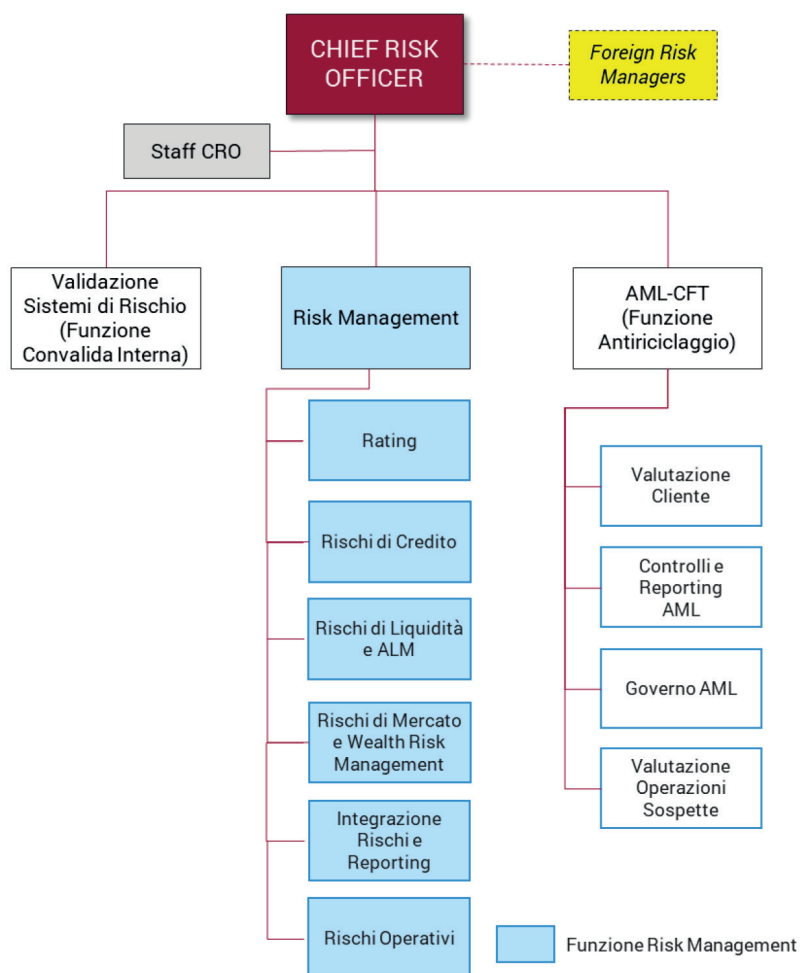 CHIEF RISK
OFFICER
Foreign Risk
Managers
Staff CRO
Validazione
Sistemi di Rischio
(Funzione
Convalida Interna)
Risk Management
AML-CFT
(Funzione
Antiriciclaggio)
Rating
Rischi di Credito
Rischi di Liquidità
e ALM
Rischi di Mercato
e Wealth Risk
Management
Integrazione
Rischi e
Reporting
Rischi Operativi
Valutazione
Cliente
Controlli e
Reporting
AML
Governo AML
Valutazione
Operazioni
Sospette
Funzione Risk Management